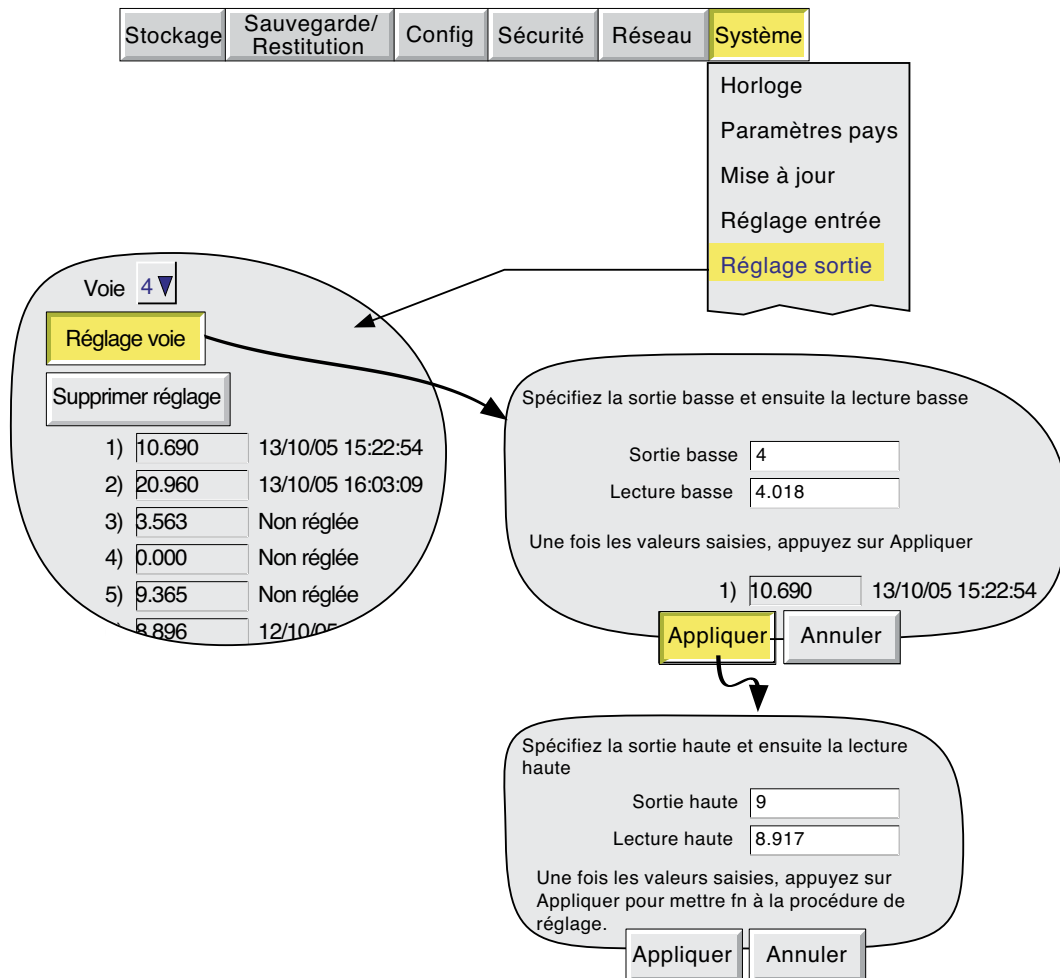 Stockage
Sauvegarde/
Restitution
Config
Sécurité
Réseau
Système
Horloge
Paramètres pays
Mise à jour
Réglage entrée
Réglage sortie
Voie 4
Réglage voie
Supprimer réglage
1) 10.690 13/10/05 15:22:54
2) 20.960 13/10/05 16:03:09
3) 3.563 Non réglée
4) 0.000 Non réglée
5) 9.365 Non réglée
8.896 12/10/05
Spécifiez la sortie basse et ensuite la lecture basse
Sortie basse 4
Lecture basse 4.018
Une fois les valeurs saisies, appuyez sur Appliquer
1) 10.690 13/10/05 15:22:54
Appliquer Annuler
Spécifiez la sortie haute et ensuite la lecture
haute
Sortie haute 9
Lecture haute 8.917
Une fois les valeurs saisies, appuyez sur
Appliquer pour mettre fn à la procédure de
réglage.
Appliquer Annuler